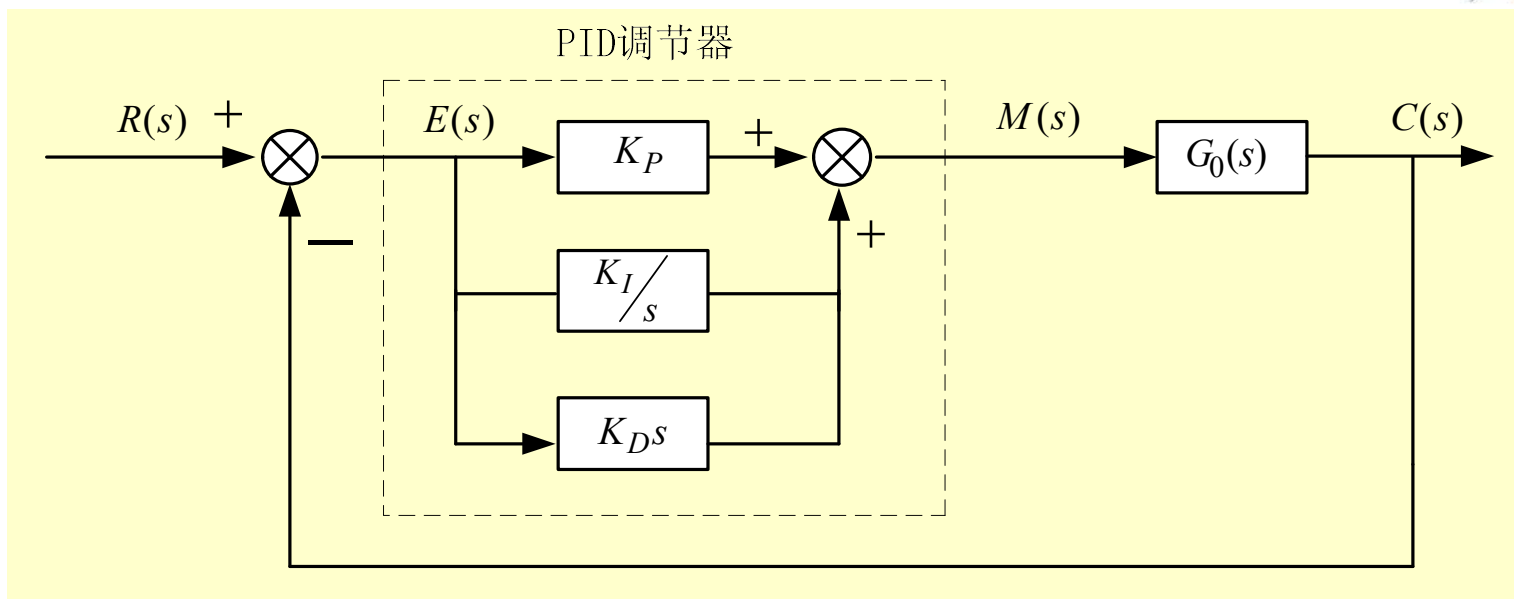 PID调节器
R(s) + E(s) K_P + M(s) G_0(s) C(s)
— K_I/s +
K_D s